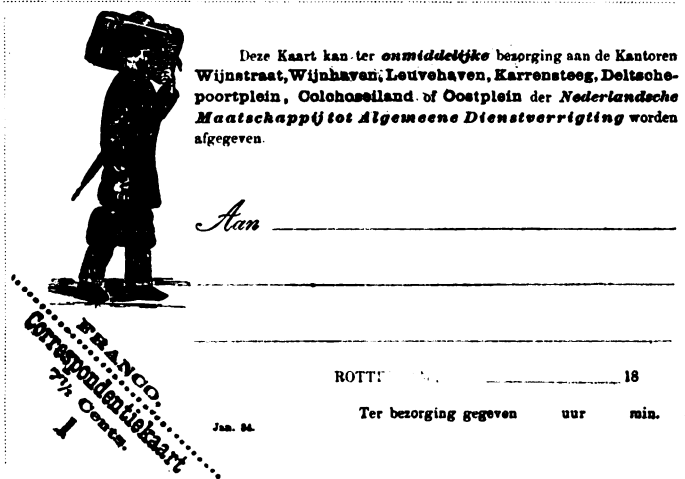 Deze Kaart kan ter onmiddelijke bezorging aan de Kantoren
Wijnstraat, Wijnhaven, Leuvehaven, Karrensteeg, Deltsche-
poortplein, Colchoseiland of Oostplein der Nederlandsche
Maatschappij tot Algemeene Dienstverrigting worden
afgegeven.
Aan
FRANCO.
Correspondentiekaart
7½ Cents.
1
18
Ter bezorging gegeven uur min.
Jan. 84.